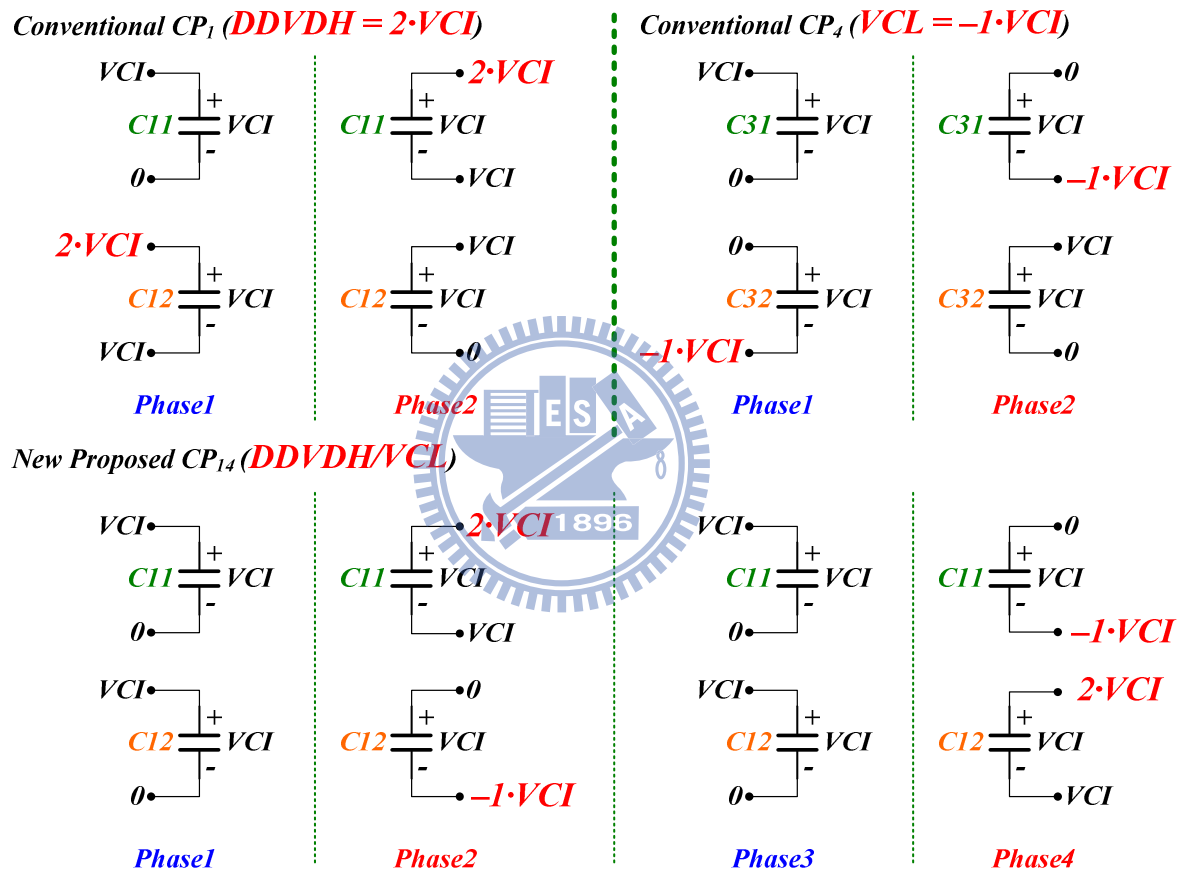 Conventional CP1 (DDVDH = 2·VCI)
VCI
+
C11
VCI
-
0
2·VCI
+
C12
VCI
-
VCI
Phase1
2·VCI
+
C11
VCI
-
VCI
VCI
+
C12
VCI
-
0
Phase2
Conventional CP4 (VCL = –1·VCI)
VCI
+
C31
VCI
-
0
0
+
C32
VCI
-
–1·VCI
Phase1
0
+
C31
VCI
-
–1·VCI
VCI
+
C32
VCI
-
0
Phase2
New Proposed CP14 (DDVDH/VCL)
VCI
+
C11
VCI
-
0
VCI
+
C12
VCI
-
0
Phase1
2·VCI
+
C11
VCI
-
VCI
0
+
C12
VCI
-
–1·VCI
Phase2
VCI
+
C11
VCI
-
0
VCI
+
C12
VCI
-
0
Phase3
0
+
C11
VCI
-
–1·VCI
2·VCI
+
C12
VCI
-
VCI
Phase4
E S A
8
1896